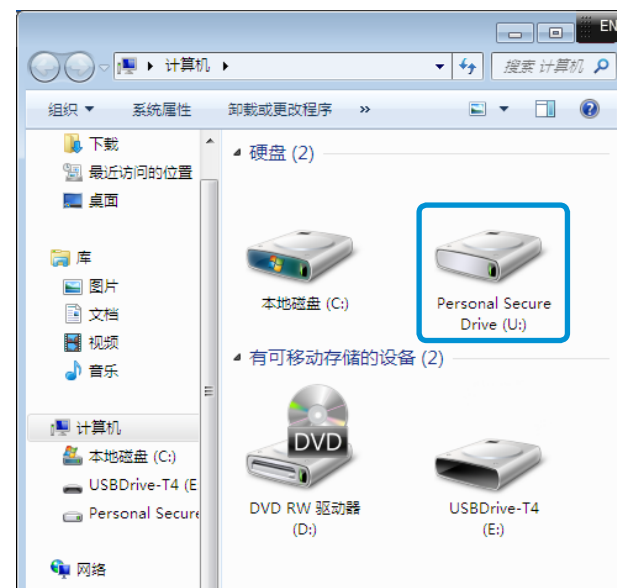 EN
计算机
搜索 计算机
组织 系统属性 卸载或更改程序 »
下载
最近访问的位置
桌面
库
图片
文档
视频
音乐
计算机
本地磁盘 (C:)
USBDrive-T4 (E
Personal Secure
网络
硬盘 (2)
本地磁盘 (C:)
Personal Secure
Drive (U:)
有可移动存储的设备 (2)
DVD
DVD RW 驱动器
(D:)
USBDrive-T4
(E:)